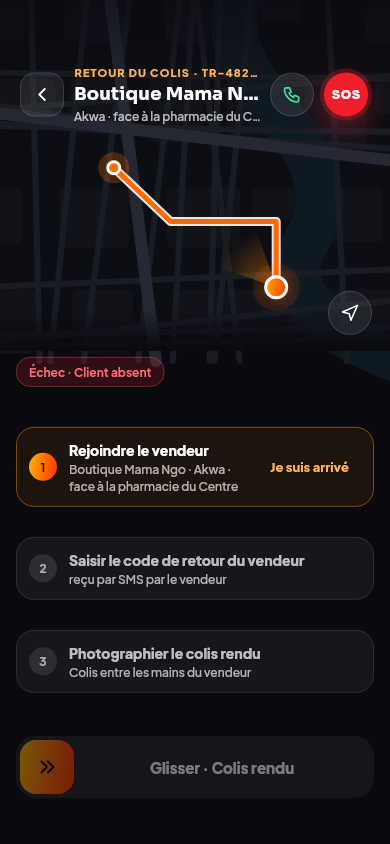 RETOUR DU COLIS · TR-482…
Boutique Mama N…
Akwa · face à la pharmacie du C…
SOS
Échec · Client absent
1
Rejoindre le vendeur
Boutique Mama Ngo · Akwa ·
face à la pharmacie du Centre
Je suis arrivé
2
Saisir le code de retour du vendeur
reçu par SMS par le vendeur
3
Photographier le colis rendu
Colis entre les mains du vendeur
Glisser · Colis rendu